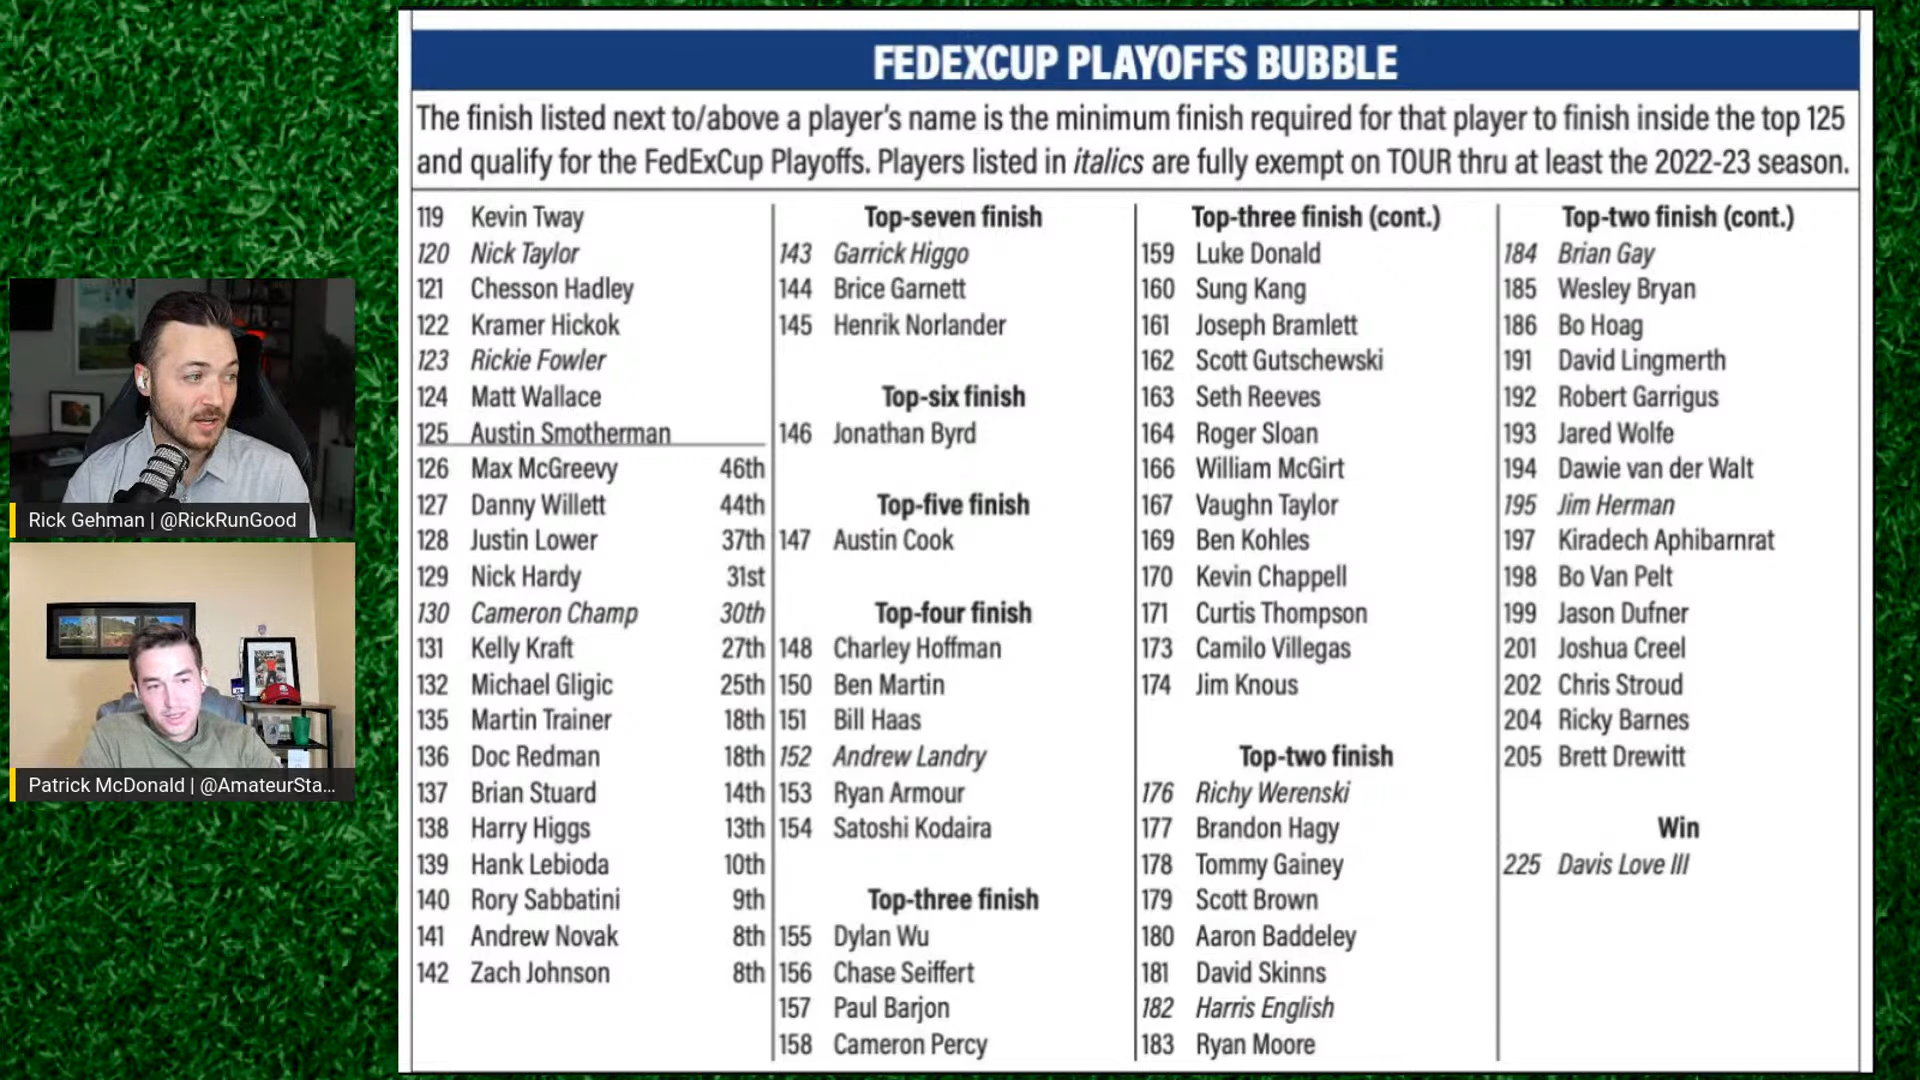 FEDEXCUP PLAYOFFS BUBBLE
The finish listed next to/above a player's name is the minimum finish required for that player to finish inside the top 125
and qualify for the FedExCup Playoffs. Players listed in italics are fully exempt on TOUR thru at least the 2022-23 season.
119 Kevin Tway
120 Nick Taylor
121 Chesson Hadley
122 Kramer Hickok
123 Rickie Fowler
124 Matt Wallace
125 Austin Smotherman
126 Max McGreevy 46th
127 Danny Willett 44th
128 Justin Lower 37th
129 Nick Hardy 31st
130 Cameron Champ 30th
131 Kelly Kraft 27th
132 Michael Gligic 25th
135 Martin Trainer 18th
136 Doc Redman 18th
137 Brian Stuard 14th
138 Harry Higgs 13th
139 Hank Lebioda 10th
140 Rory Sabbatini 9th
141 Andrew Novak 8th
142 Zach Johnson 8th
Top-seven finish
143 Garrick Higgo
144 Brice Garnett
145 Henrik Norlander
Top-six finish
146 Jonathan Byrd
Top-five finish
147 Austin Cook
Top-four finish
148 Charley Hoffman
150 Ben Martin
151 Bill Haas
152 Andrew Landry
153 Ryan Armour
154 Satoshi Kodaira
Top-three finish
155 Dylan Wu
156 Chase Seiffert
157 Paul Barjon
158 Cameron Percy
Top-three finish (cont.)
159 Luke Donald
160 Sung Kang
161 Joseph Bramlett
162 Scott Gutschewski
163 Seth Reeves
164 Roger Sloan
166 William McGirt
167 Vaughn Taylor
169 Ben Kohles
170 Kevin Chappell
171 Curtis Thompson
173 Camilo Villegas
174 Jim Knous
Top-two finish
176 Richy Werenski
177 Brandon Hagy
178 Tommy Gainey
179 Scott Brown
180 Aaron Baddeley
181 David Skinns
182 Harris English
183 Ryan Moore
Top-two finish (cont.)
184 Brian Gay
185 Wesley Bryan
186 Bo Hoag
191 David Lingmerth
192 Robert Garrigus
193 Jared Wolfe
194 Dawie van der Walt
195 Jim Herman
197 Kiradech Aphibarnrat
198 Bo Van Pelt
199 Jason Dufner
201 Joshua Creel
202 Chris Stroud
204 Ricky Barnes
205 Brett Drewitt
Win
225 Davis Love III
Rick Gehman | @RickRunGood
Patrick McDonald | @AmateurSta...